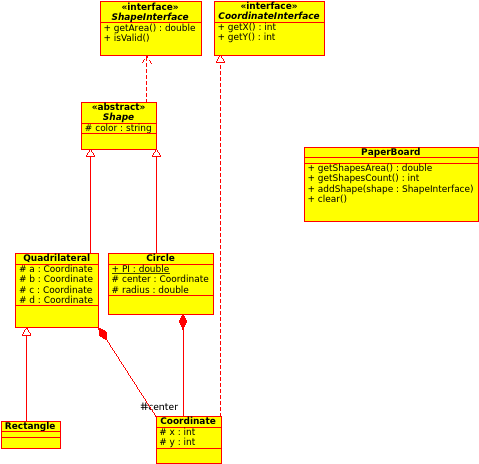 «interface»
ShapeInterface
+ getArea() : double
+ isValid()
«interface»
CoordinateInterface
+ getX() : int
+ getY() : int
«abstract»
Shape
# color : string
PaperBoard
+ getShapesArea() : double
+ getShapesCount() : int
+ addShape(shape : ShapeInterface)
+ clear()
Quadrilateral
# a : Coordinate
# b : Coordinate
# c : Coordinate
# d : Coordinate
Circle
+ PI : double
# center : Coordinate
# radius : double
#center
Rectangle
Coordinate
# x : int
# y : int